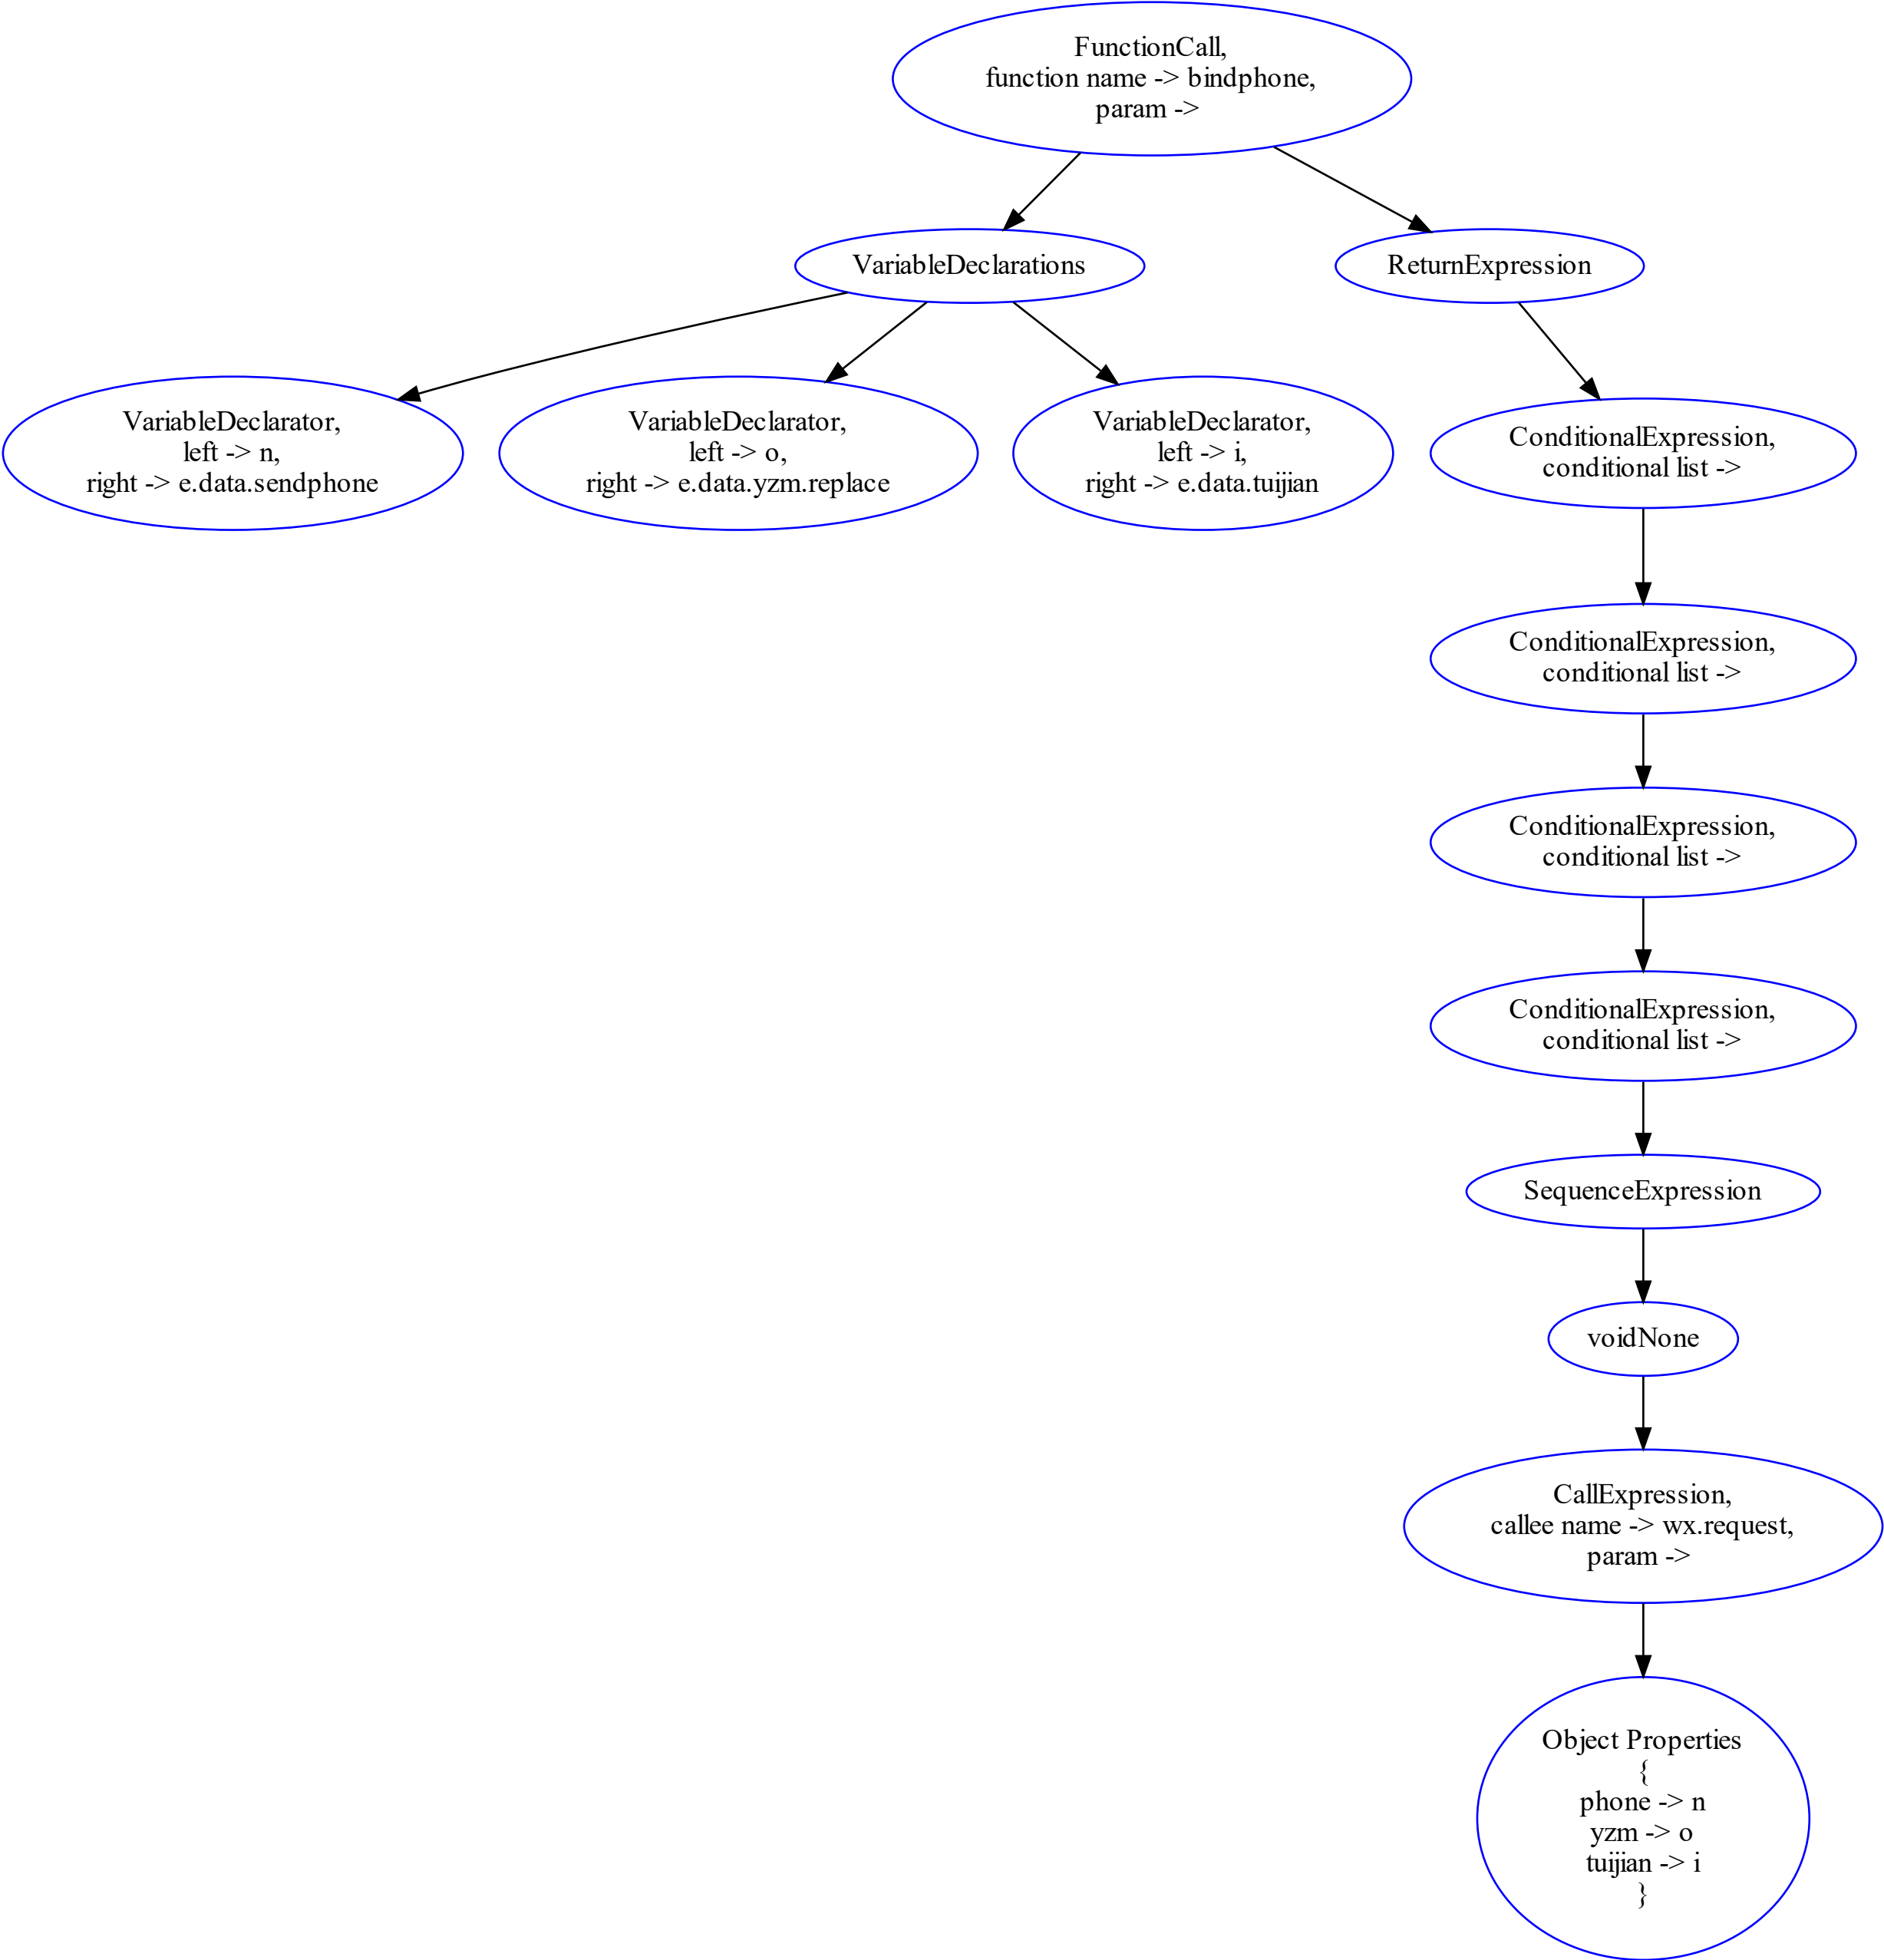 FunctionCall,
function name -> bindphone,
param ->
VariableDeclarations
ReturnExpression
VariableDeclarator,
left -> n,
right -> e.data.sendphone
VariableDeclarator,
left -> o,
right -> e.data.yzm.replace
VariableDeclarator,
left -> i,
right -> e.data.tuijian
ConditionalExpression,
conditional list ->
ConditionalExpression,
conditional list ->
ConditionalExpression,
conditional list ->
ConditionalExpression,
conditional list ->
SequenceExpression
voidNone
CallExpression,
callee name -> wx.request,
param ->
Object Properties
{
phone -> n
yzm -> o
tuijian -> i
}